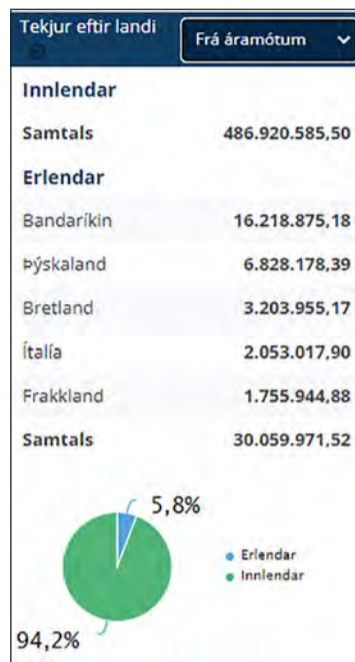 Tekjur eftir landi
Frá áramótum
Innlendar
Samtals 486.920.585,50
Erlendar
Bandaríkin 16.218.875,18
Þýskaland 6.828.178,39
Bretland 3.203.955,17
Ítalía 2.053.017,90
Frakkland 1.755.944,88
Samtals 30.059.971,52
5,8%
Erlendar
Innlendar
94,2%